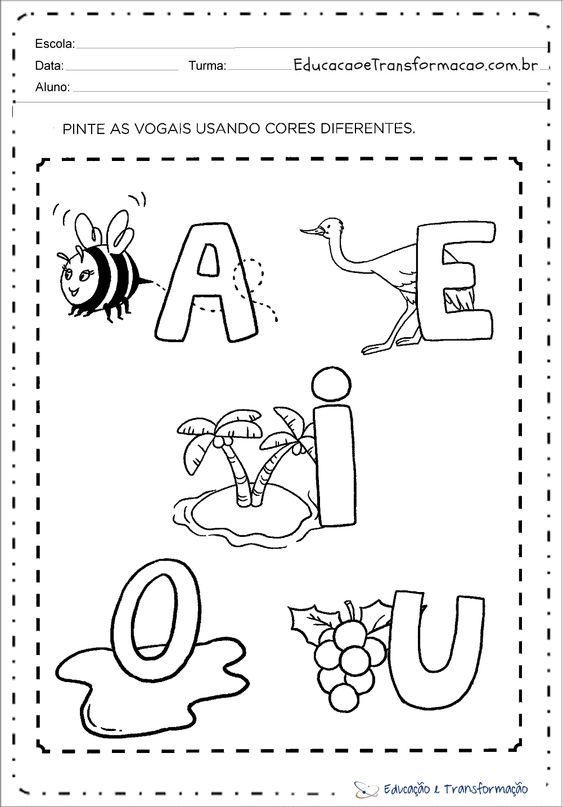 Escola:
Data: Turma: EducacaoeTransformacao.com.br
Aluno:
PINTE AS VOGAIS USANDO CORES DIFERENTES.
A E
i
O U
Educação e Transformação